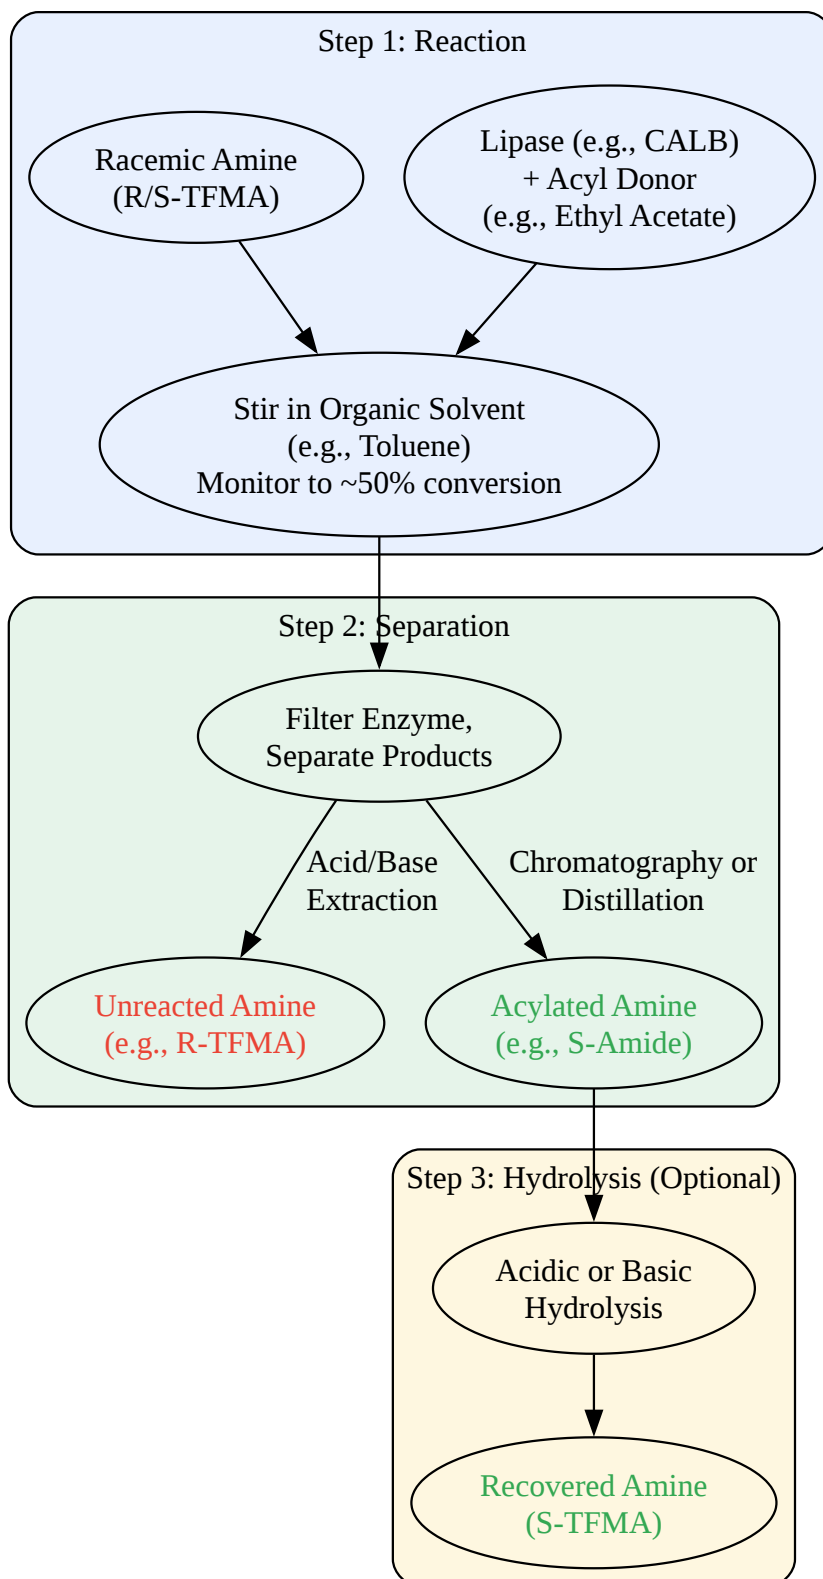 Step 1: Reaction
Racemic Amine
(R/S-TFMA)
Lipase (e.g., CALB)
+ Acyl Donor
(e.g., Ethyl Acetate)
Stir in Organic Solvent
(e.g., Toluene)
Monitor to ~50% conversion
Step 2: Separation
Filter Enzyme,
Separate Products
Acid/Base
Extraction
Chromatography or
Distillation
Unreacted Amine
(e.g., R-TFMA)
Acylated Amine
(e.g., S-Amide)
Step 3: Hydrolysis (Optional)
Acidic or Basic
Hydrolysis
Recovered Amine
(S-TFMA)